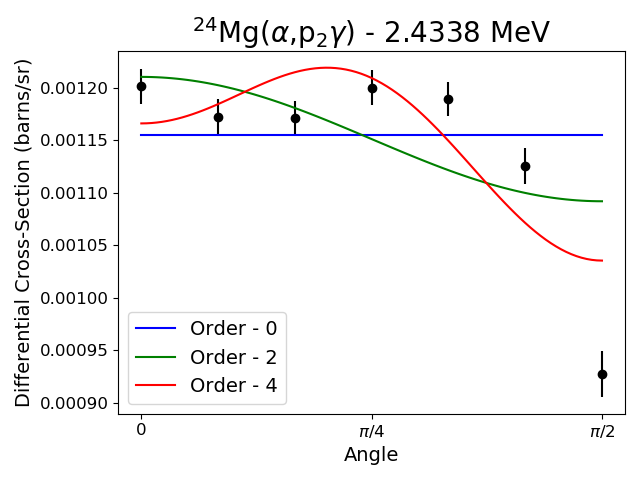 ²⁴Mg(α,p₂γ) - 2.4338 MeV
Differential Cross-Section (barns/sr)
0.00120
0.00115
0.00110
0.00105
0.00100
0.00095
0.00090
Order - 0
Order - 2
Order - 4
0 π/4 π/2
Angle